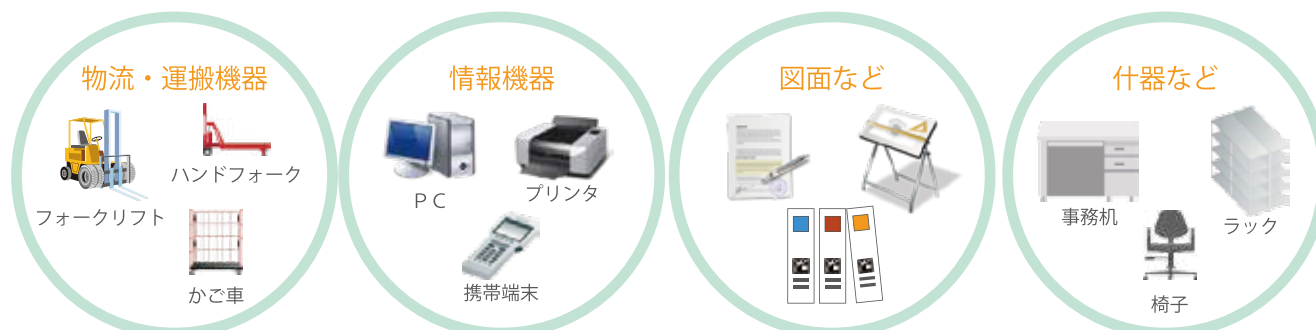 物流・運搬機器
ハンドフォーク
フォークリフト
かご車
情報機器
PC
プリンタ
携帯端末
図面など
什器など
事務机
ラック
椅子